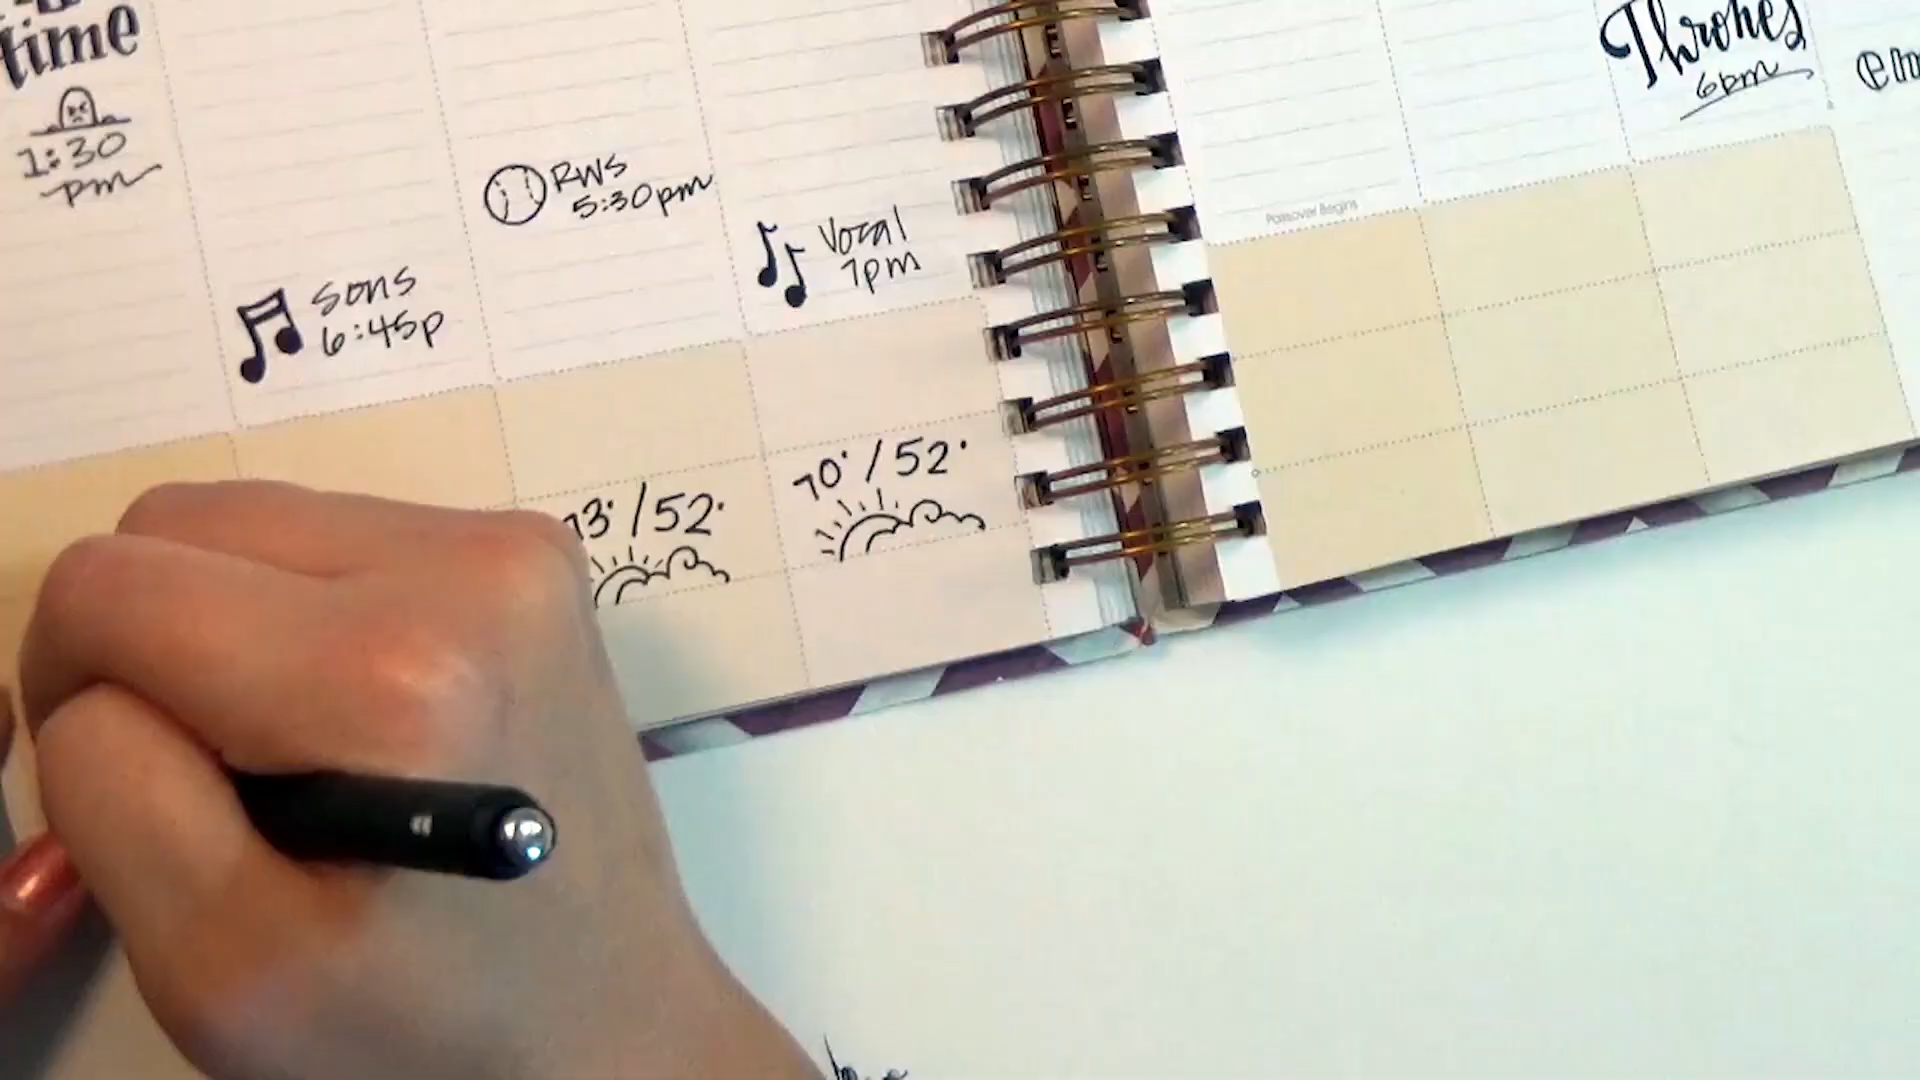 time
1:30
pm
sons
6:45p
RWS
5:30pm
Vocal
7pm
73° /52°
70° /52°
Passover Begins
Thrones
6pm